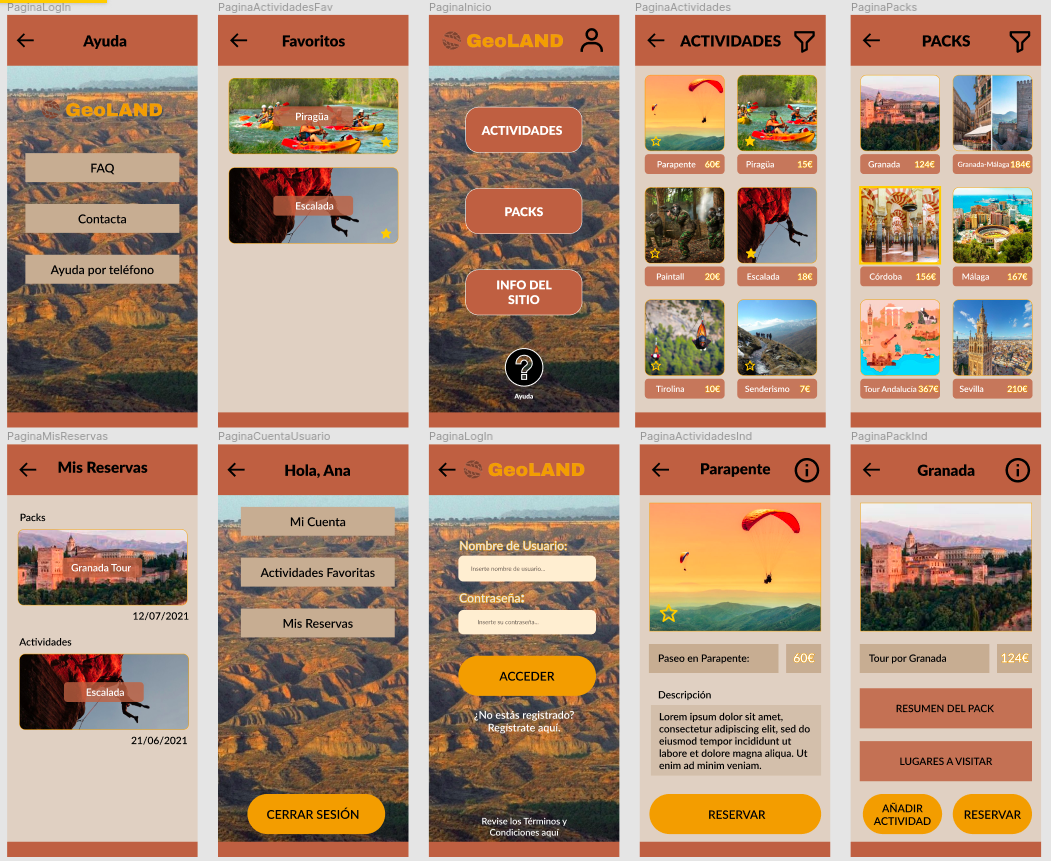 PaginaLogIn
Ayuda
GeoLAND
FAQ
Contacta
Ayuda por teléfono
PaginaActividadesFav
Favoritos
Piragüa
Escalada
PaginaInicio
GeoLAND
ACTIVIDADES
PACKS
INFO DEL
SITIO
?
Ayuda
PaginaActividades
ACTIVIDADES
Parapente 60€
Piragüa 15€
Paintall 20€
Escalada 18€
Tirolina 10€
Senderismo 7€
PaginaPacks
PACKS
Granada 124€
Granada-Málaga 184€
Córdoba 156€
Málaga 167€
Tour Andalucía 367€
Sevilla 210€
PaginaMisReservas
Mis Reservas
Packs
Granada Tour
12/07/2021
Actividades
Escalada
21/06/2021
PaginaCuentaUsuario
Hola, Ana
Mi Cuenta
Actividades Favoritas
Mis Reservas
CERRAR SESIÓN
PaginaLogIn
GeoLAND
Nombre de Usuario:
Inserte nombre de usuario...
Contraseña:
Inserte su contraseña...
ACCEDER
¿No estás registrado?
Regístrate aquí.
Revise los Términos y
Condiciones aquí
PaginaActividadesInd
Parapente
Paseo en Parapente: 60€
Descripción
Lorem ipsum dolor sit amet,
consectetur adipiscing elit, sed do
eiusmod tempor incididunt ut
labore et dolore magna aliqua. Ut
enim ad minim veniam.
RESERVAR
PaginaPackInd
Granada
Tour por Granada 124€
RESUMEN DEL PACK
LUGARES A VISITAR
AÑADIR
ACTIVIDAD
RESERVAR